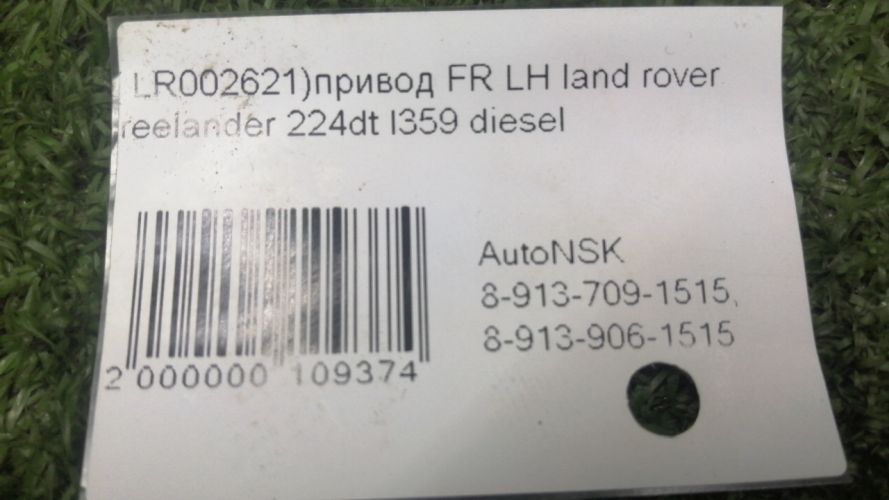 LR002621)привод FR LH land rover
reelander 224dt l359 diesel
AutoNSK
8-913-709-1515,
8-913-906-1515
2 000000 109374